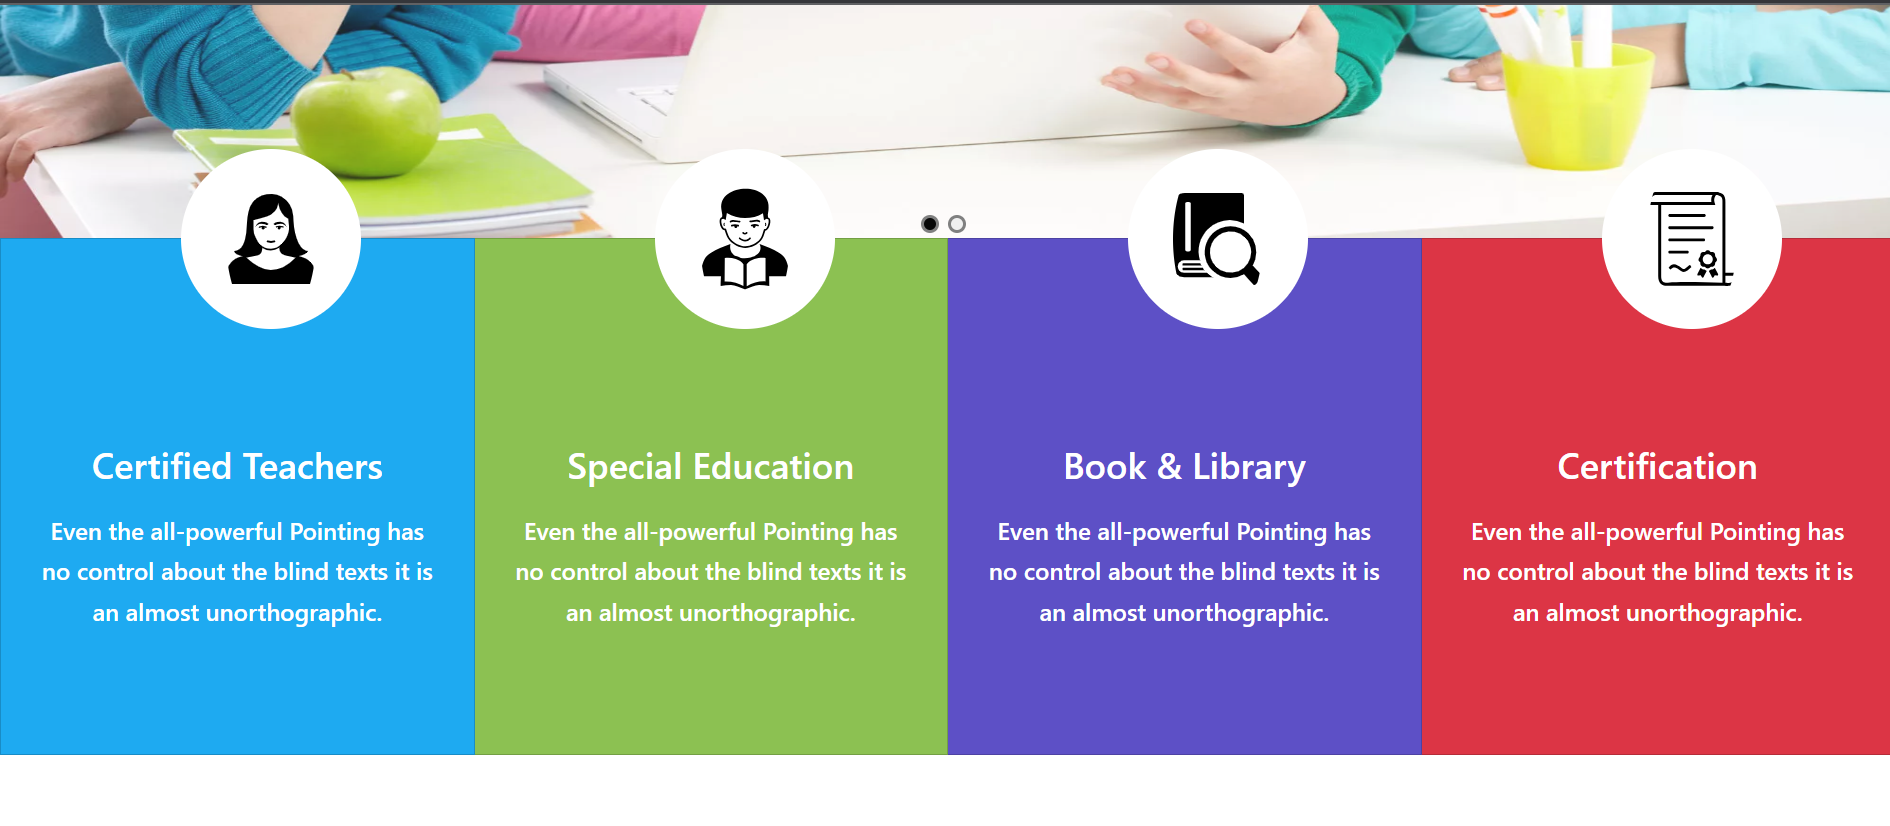 Certified Teachers
Even the all-powerful Pointing has
no control about the blind texts it is
an almost unorthographic.
Special Education
Even the all-powerful Pointing has
no control about the blind texts it is
an almost unorthographic.
Book & Library
Even the all-powerful Pointing has
no control about the blind texts it is
an almost unorthographic.
Certification
Even the all-powerful Pointing has
no control about the blind texts it is
an almost unorthographic.